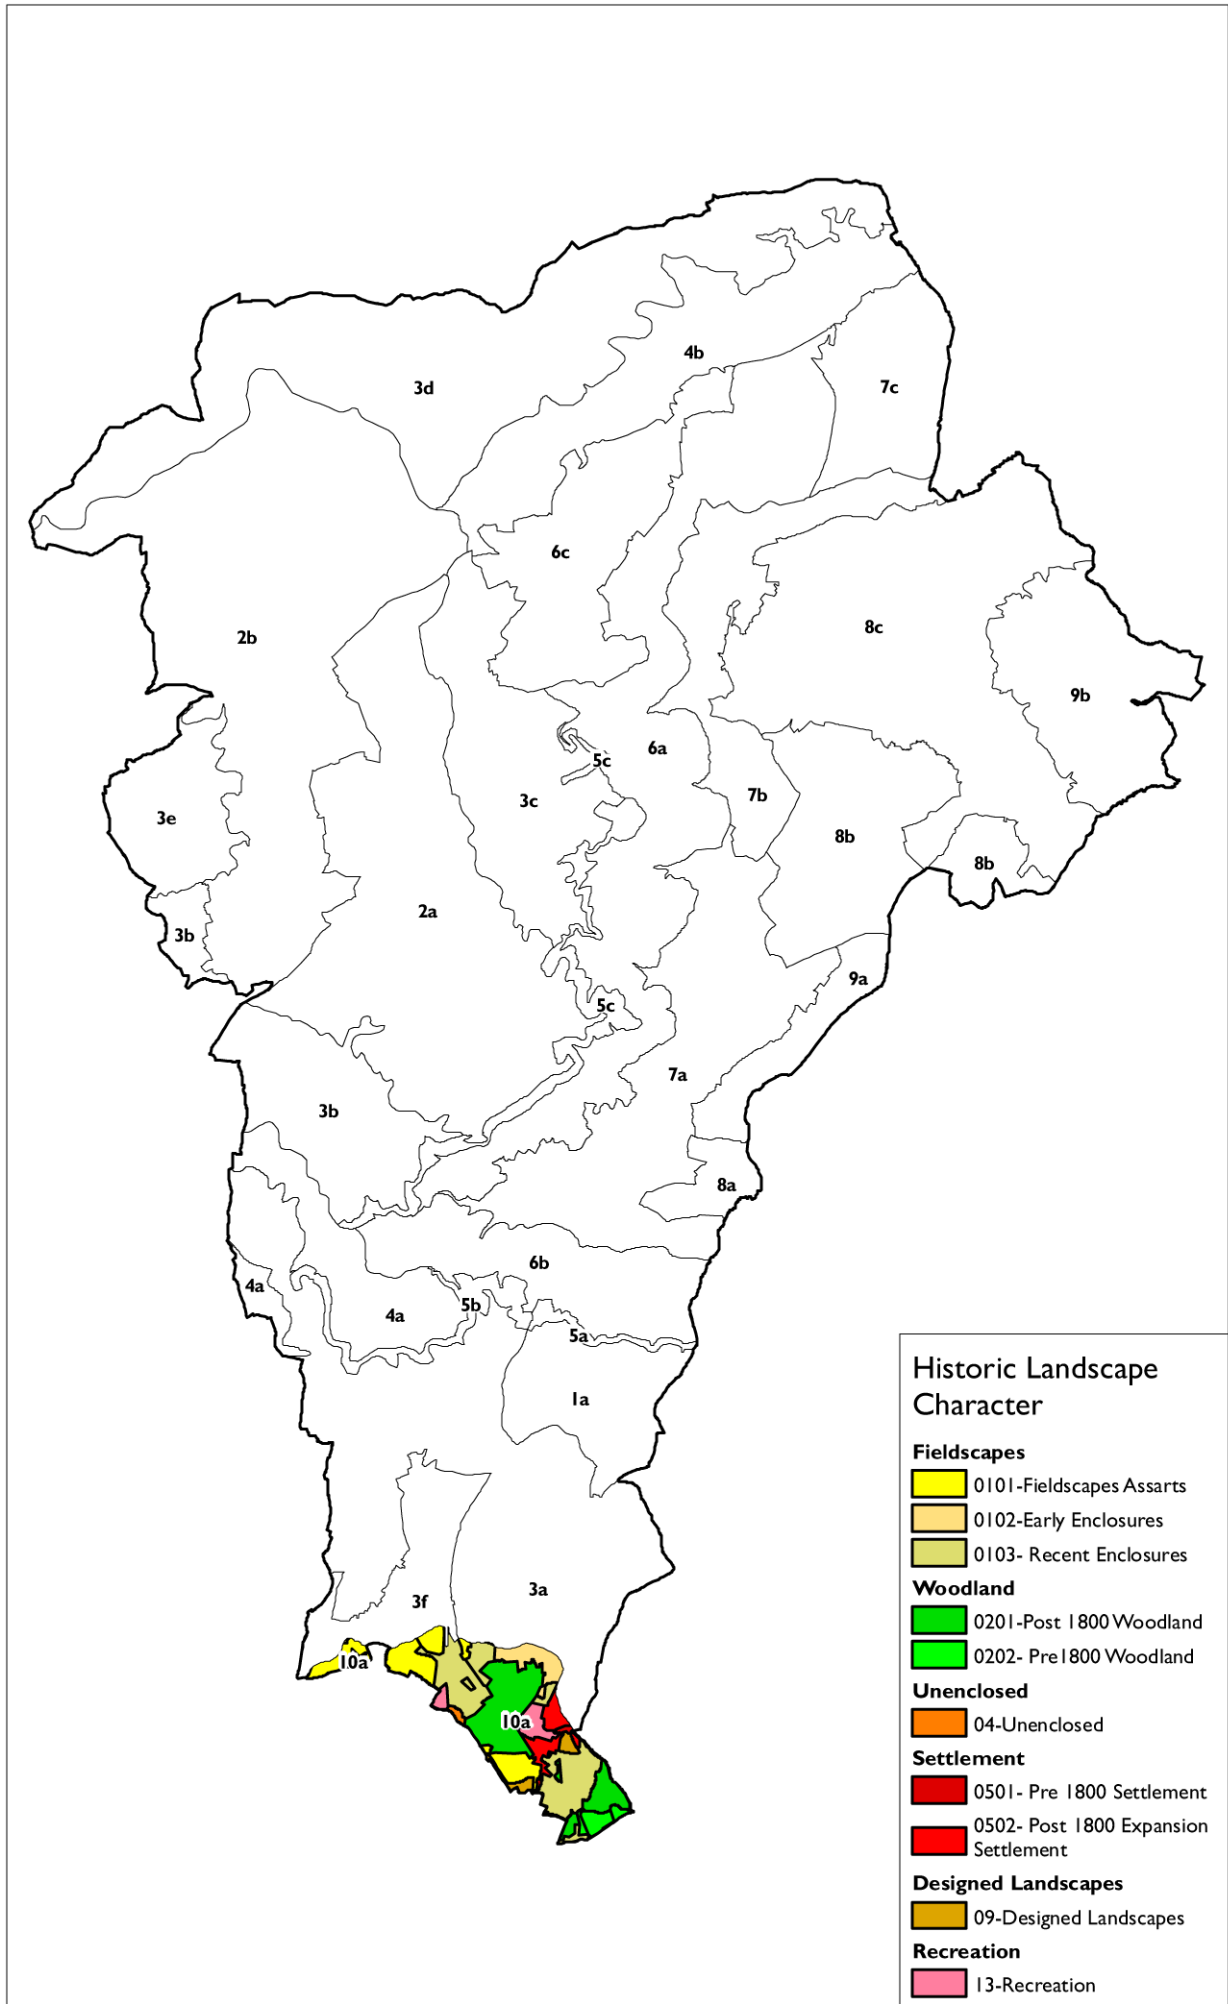 4b
3d
7c
6c
8c
2b
9b
6a
5c
7b
3c
3e
8b
8b
2a
3b
9a
5c
7a
3b
8a
6b
4a
5b
4a
5a
1a
3a
3f
10a
10a
Historic Landscape
Character
Fieldscapes
0101-Fieldscapes Assarts
0102-Early Enclosures
0103- Recent Enclosures
Woodland
0201-Post 1800 Woodland
0202- Pre1800 Woodland
Unenclosed
04-Unenclosed
Settlement
0501- Pre 1800 Settlement
0502- Post 1800 Expansion
Settlement
Designed Landscapes
09-Designed Landscapes
Recreation
13-Recreation